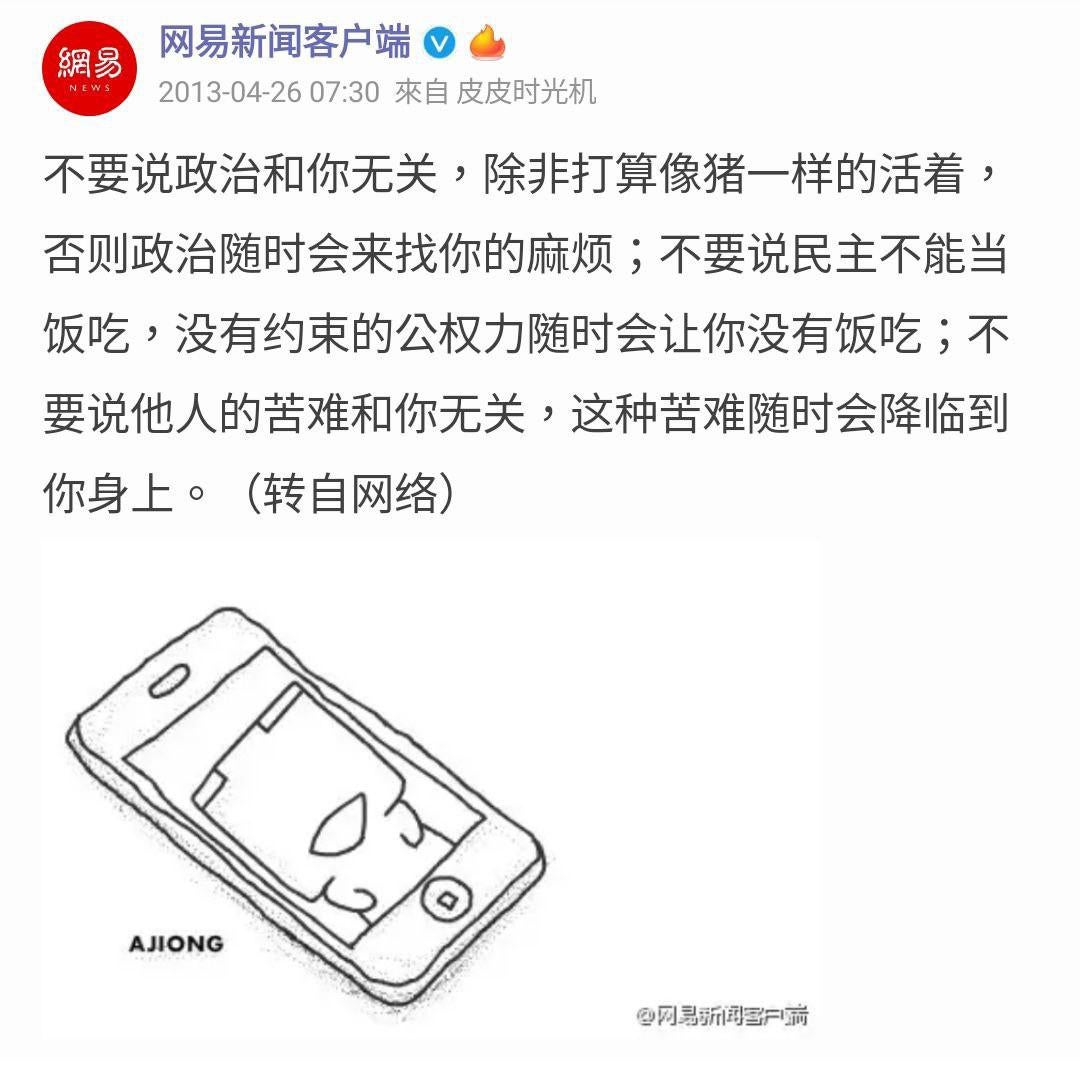 網易
NEWS
网易新闻客户端
2013-04-26 07:30 來自 皮皮时光机
不要说政治和你无关，除非打算像猪一样的活着，
否则政治随时会来找你的麻烦；不要说民主不能当
饭吃，没有约束的公权力随时会让你没有饭吃；不
要说他人的苦难和你无关，这种苦难随时会降临到
你身上。（转自网络）
AJIONG
@网易新闻客户端